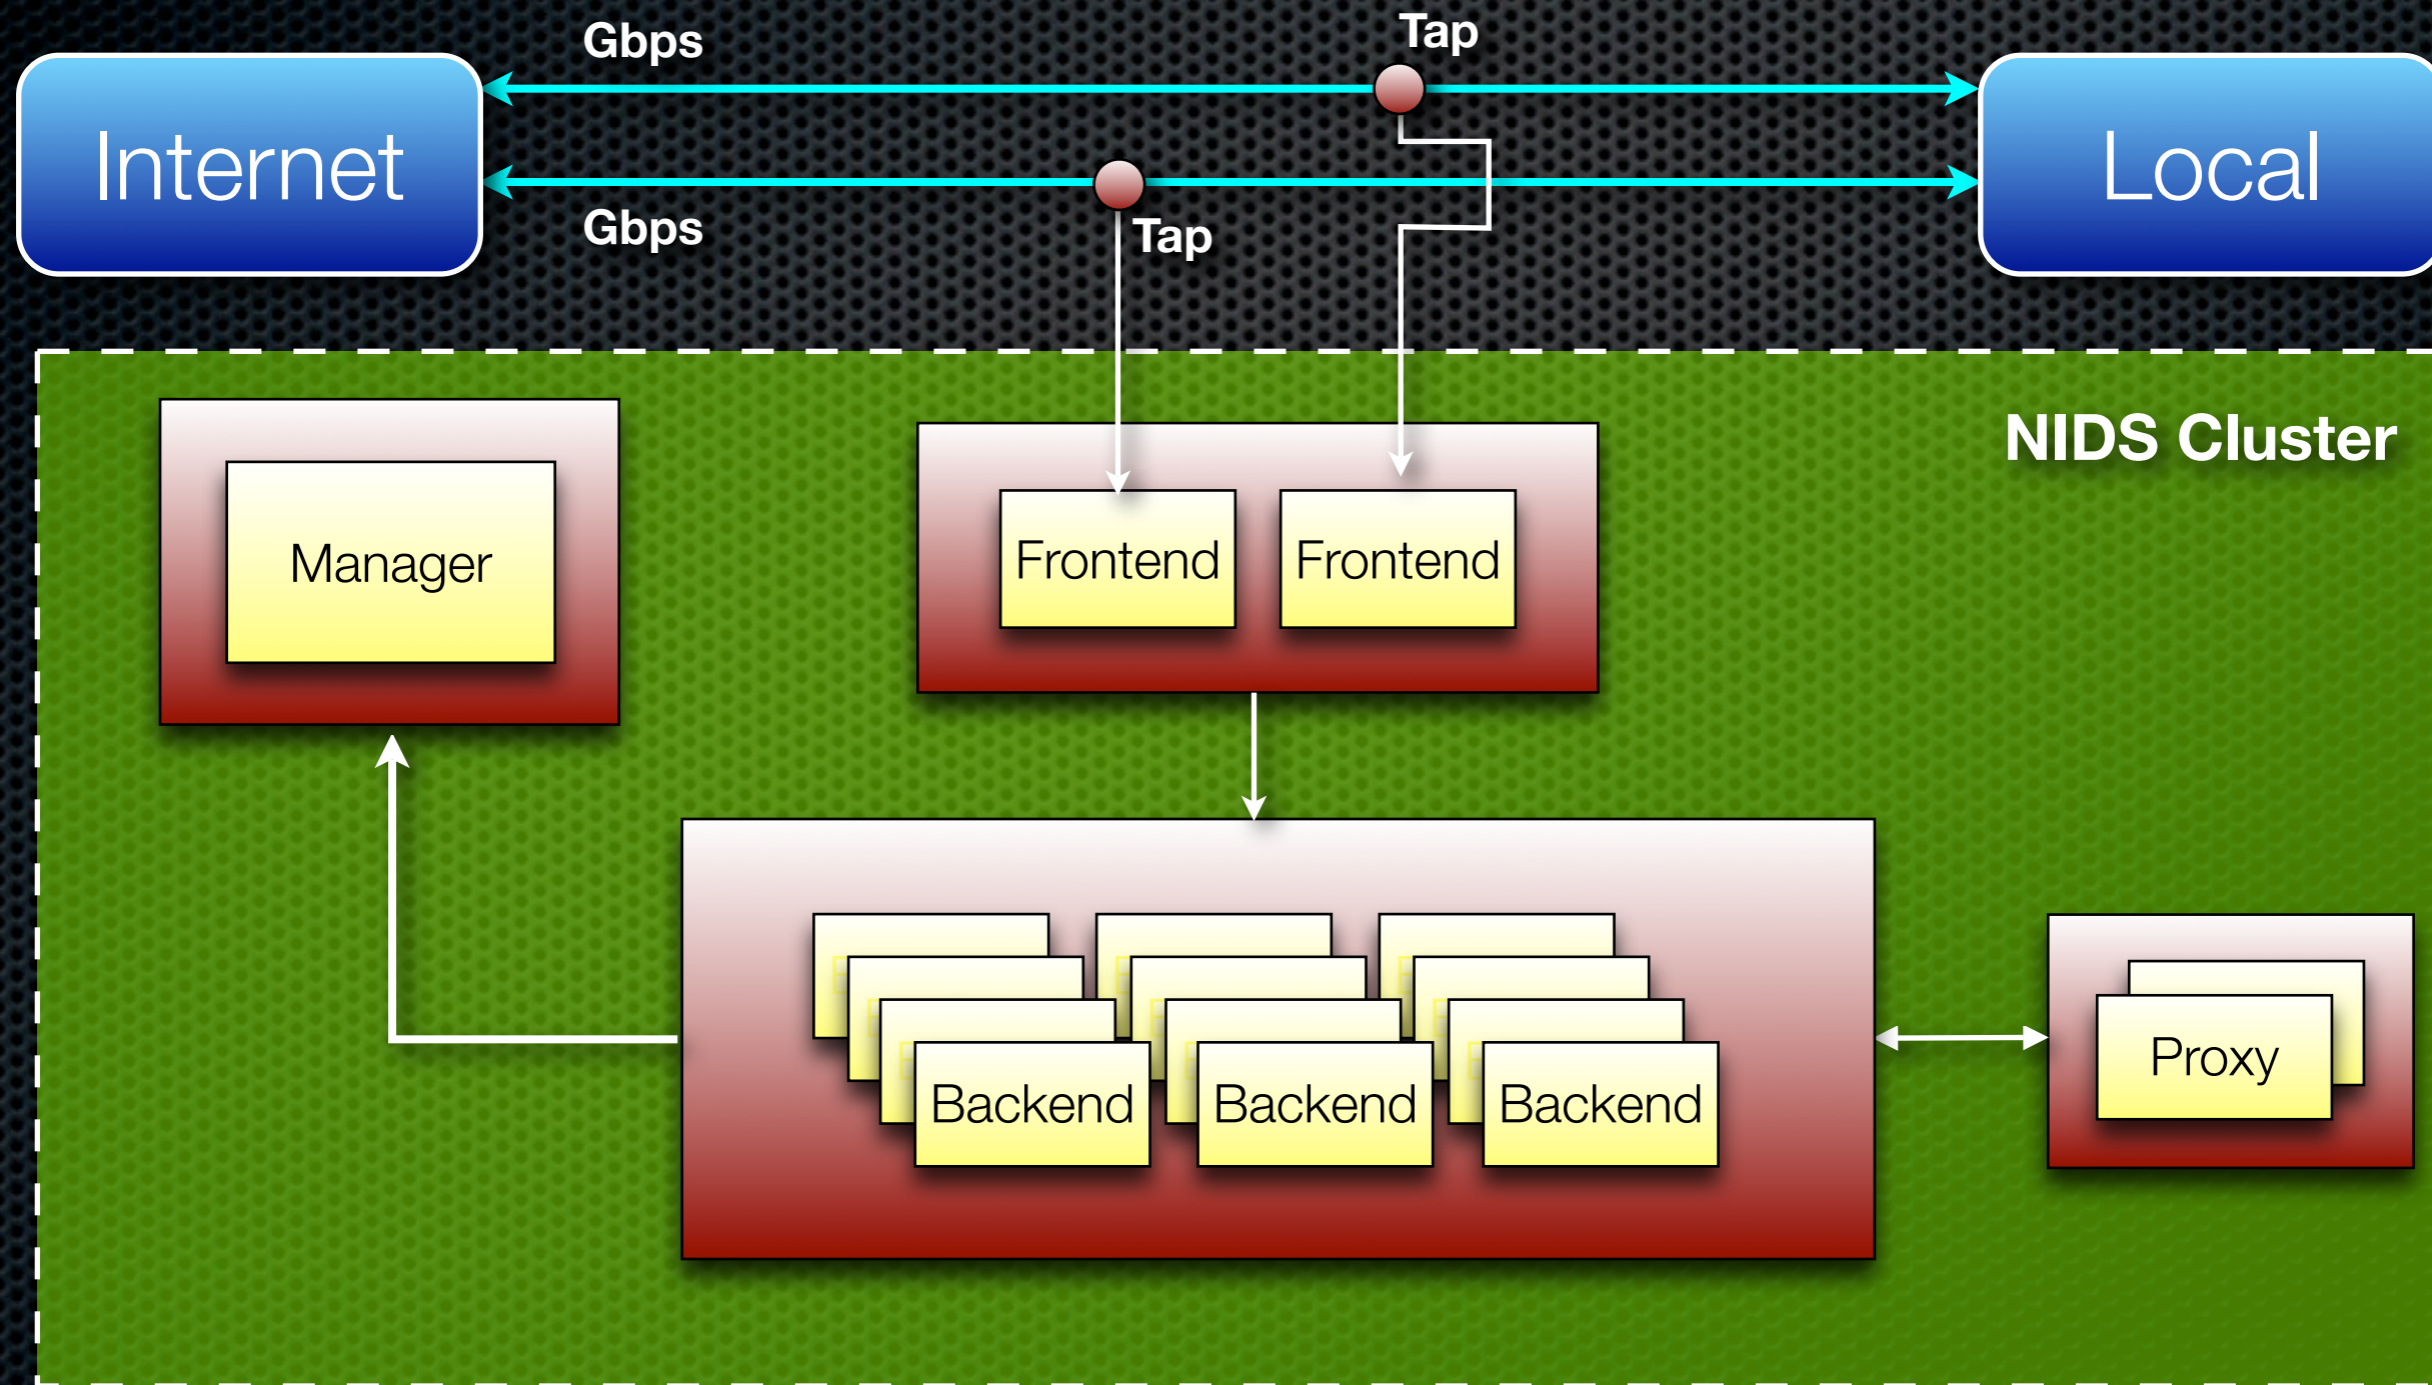 Gbps
Tap
Internet
Local
Gbps
Tap
NIDS Cluster
Manager
Frontend
Frontend
Backend
Backend
Backend
Proxy